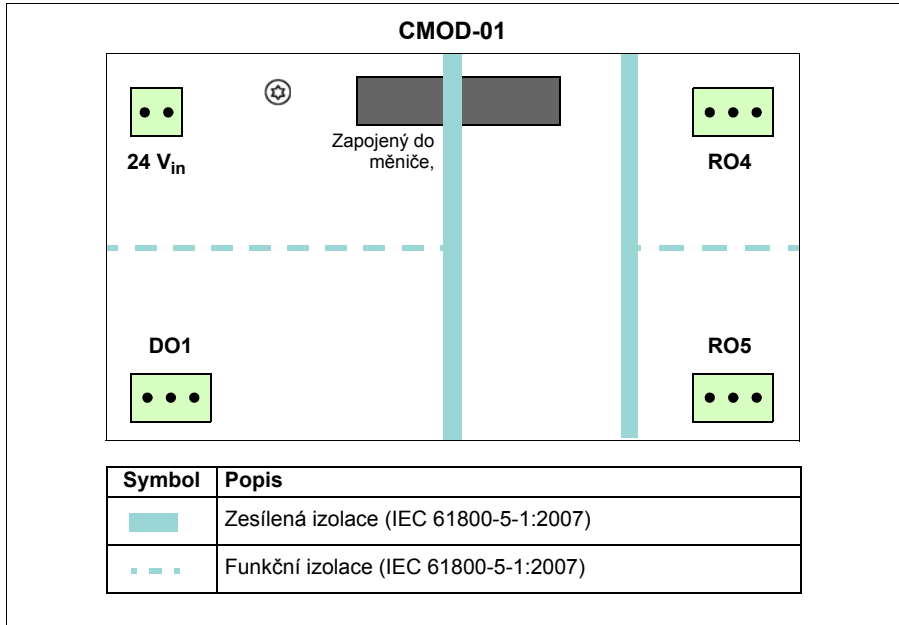 CMOD-01
24 Vin
Zapojený do
měniče,
RO4
DO1
RO5
Symbol Popis
Zesílená izolace (IEC 61800-5-1:2007)
Funkční izolace (IEC 61800-5-1:2007)